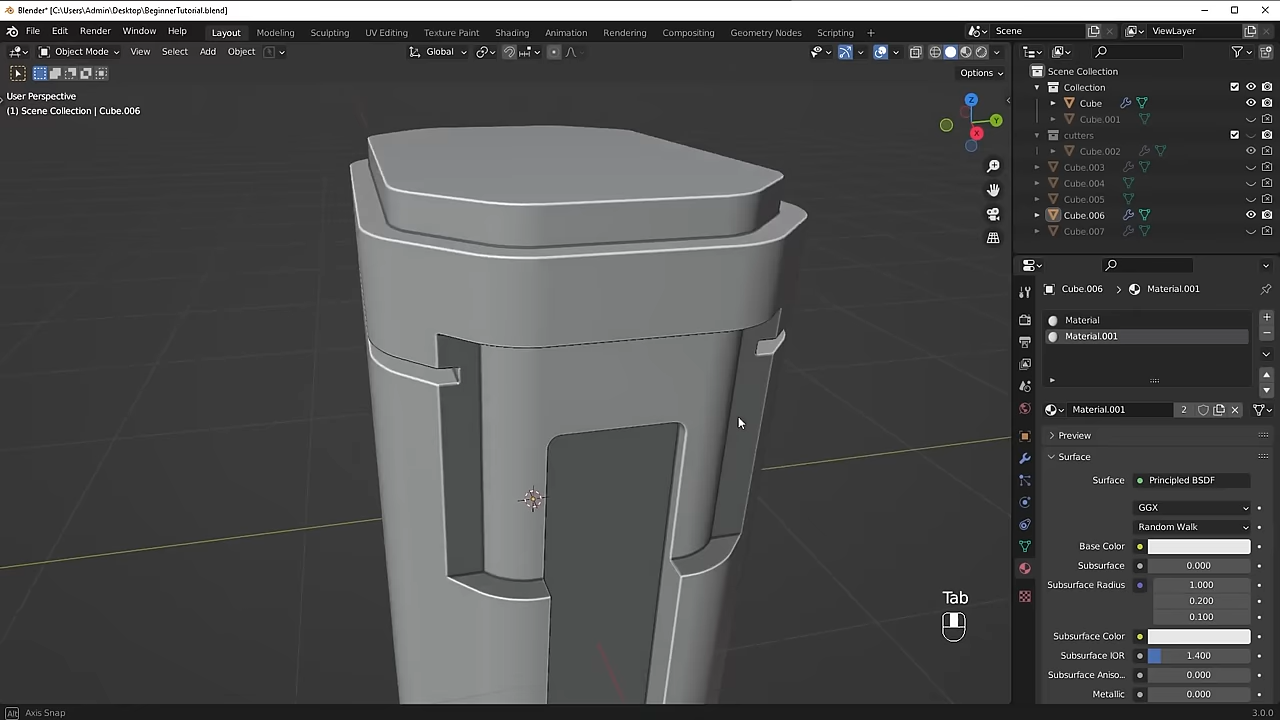 Blender* [C:\Users\Admin\Desktop\BeginnerTutorial.blend]
File Edit Render Window Help Layout Modeling Sculpting UV Editing Texture Paint Shading Animation Rendering Compositing Geometry Nodes Scripting + Scene ViewLayer
Object Mode View Select Add Object Global
Options
User Perspective
(1) Scene Collection | Cube.006
Z
Y
X
Scene Collection
Collection
Cube
Cube.001
cutters
Cube.002
Cube.003
Cube.004
Cube.005
Cube.006
Cube.007
Cube.006 > Material.001
Material
Material.001
Material.001 2
Preview
Surface
Surface Principled BSDF
GGX
Random Walk
Base Color
Subsurface 0.000
Subsurface Radius 1.000
0.200
0.100
Subsurface Color
Subsurface IOR 1.400
Subsurface Aniso... 0.000
Metallic 0.000
Tab
Alt Axis Snap 3.0.0